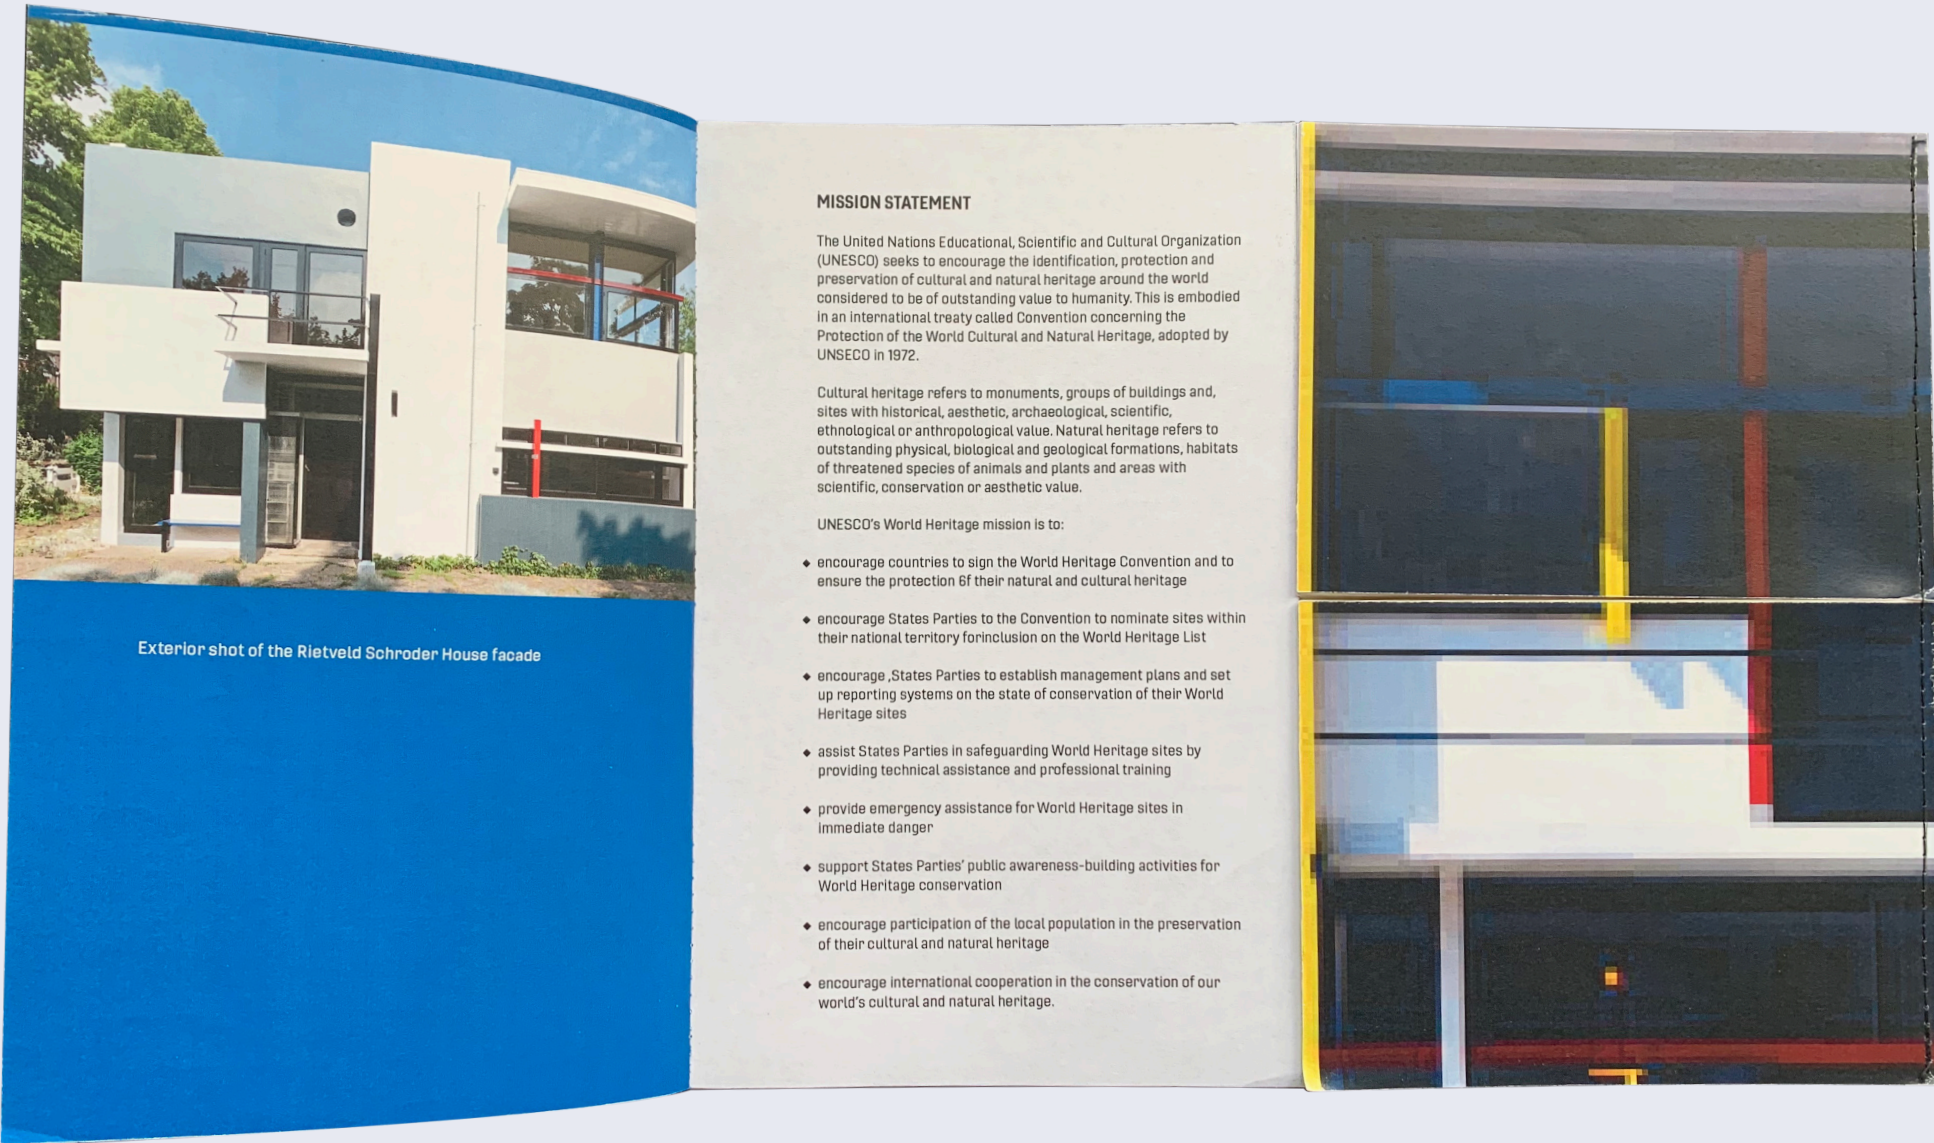 Exterior shot of the Rietveld Schroder House facade
MISSION STATEMENT
The United Nations Educational, Scientific and Cultural Organization
(UNESCO) seeks to encourage the identification, protection and
preservation of cultural and natural heritage around the world
considered to be of outstanding value to humanity. This is embodied
in an international treaty called Convention concerning the
Protection of the World Cultural and Natural Heritage, adopted by
UNSECO in 1972.
Cultural heritage refers to monuments, groups of buildings and,
sites with historical, aesthetic, archaeological, scientific,
ethnological or anthropological value. Natural heritage refers to
outstanding physical, biological and geological formations, habitats
of threatened species of animals and plants and areas with
scientific, conservation or aesthetic value.
UNESCO's World Heritage mission is to:
◆ encourage countries to sign the World Heritage Convention and to
ensure the protection 6f their natural and cultural heritage
◆ encourage States Parties to the Convention to nominate sites within
their national territory forinclusion on the World Heritage List
◆ encourage ,States Parties to establish management plans and set
up reporting systems on the state of conservation of their World
Heritage sites
◆ assist States Parties in safeguarding World Heritage sites by
providing technical assistance and professional training
◆ provide emergency assistance for World Heritage sites in
immediate danger
◆ support States Parties' public awareness-building activities for
World Heritage conservation
◆ encourage participation of the local population in the preservation
of their cultural and natural heritage
◆ encourage international cooperation in the conservation of our
world's cultural and natural heritage.